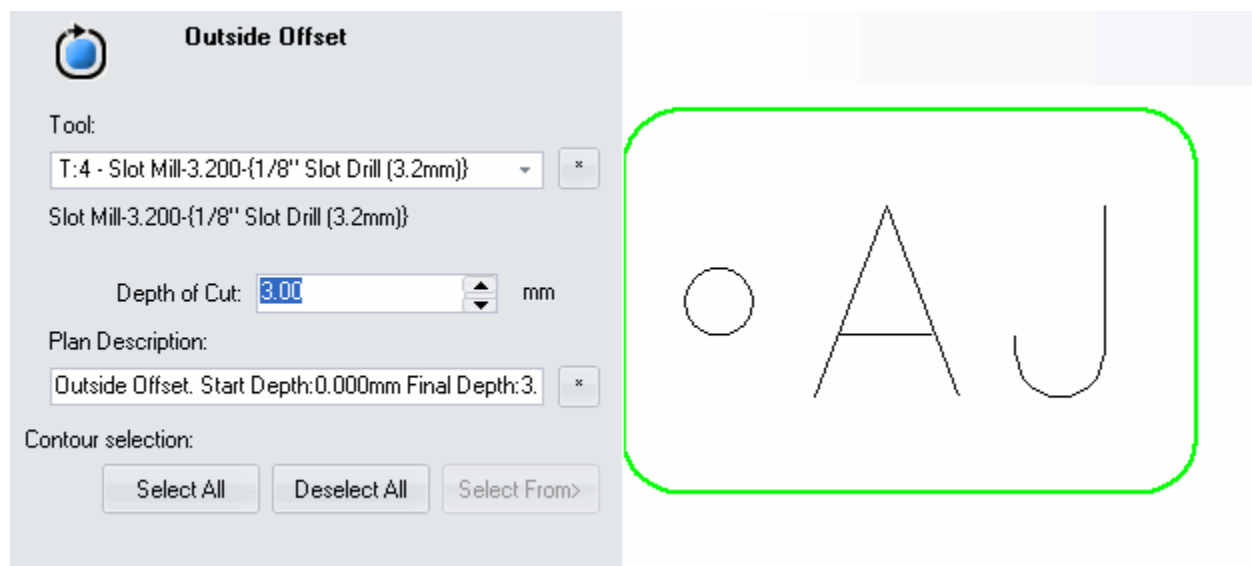 Outside Offset
Tool:
T:4 - Slot Mill-3.200-{1/8'' Slot Drill (3.2mm)}
*
Slot Mill-3.200-{1/8'' Slot Drill (3.2mm)}
Depth of Cut: 3.00 mm
Plan Description:
Outside Offset. Start Depth:0.000mm Final Depth:3.
*
Contour selection:
Select All Deselect All Select From>
AJ